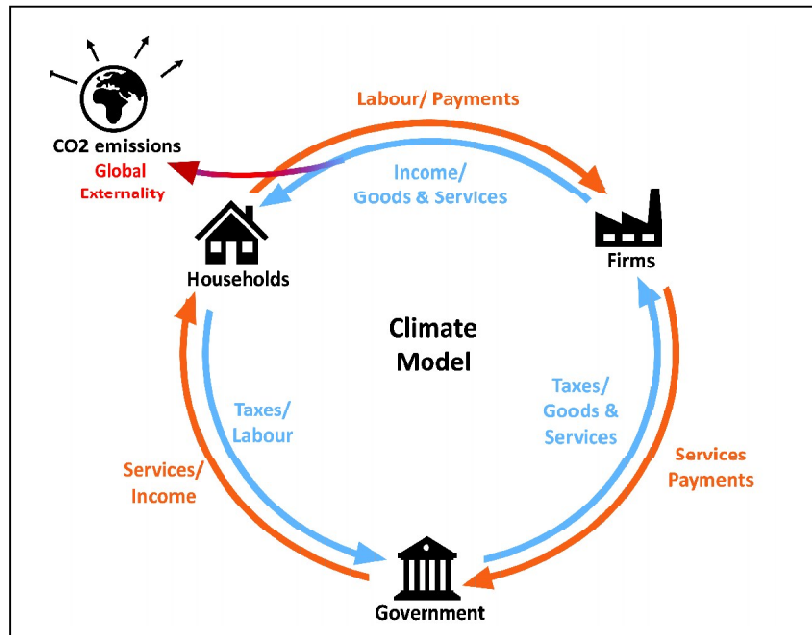 Labour/ Payments
CO2 emissions
Global
Externality
Income/
Goods & Services
Households
Firms
Climate
Model
Taxes/
Labour
Taxes/
Goods &
Services
Services/
Income
Services
Payments
Government